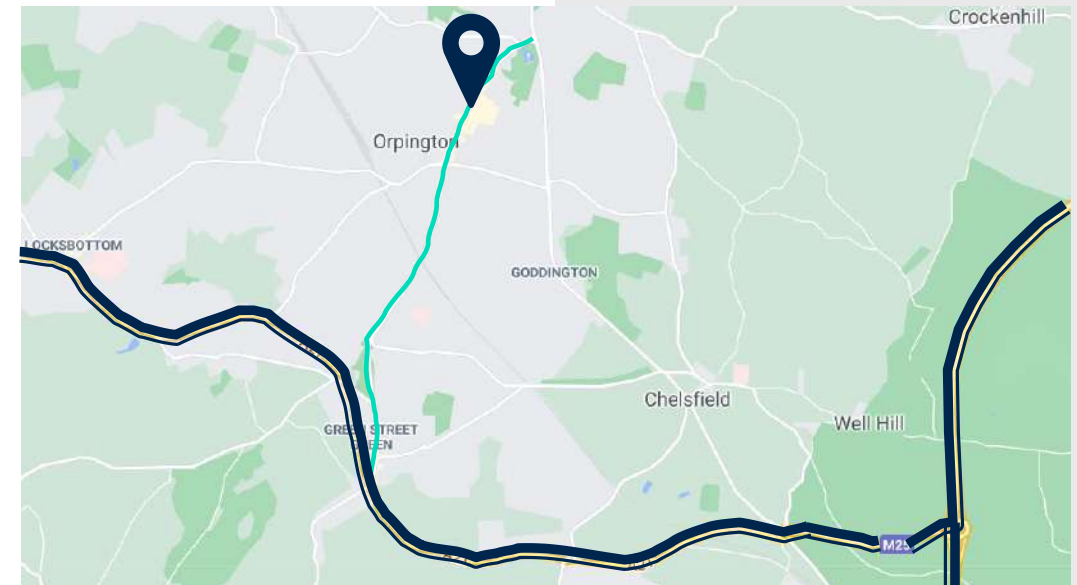 Crockenhill
Orpington
LOCKSBOTTOM
GODDINGTON
Chelsfield
Well Hill
GREEN STREET
GREEN
M25